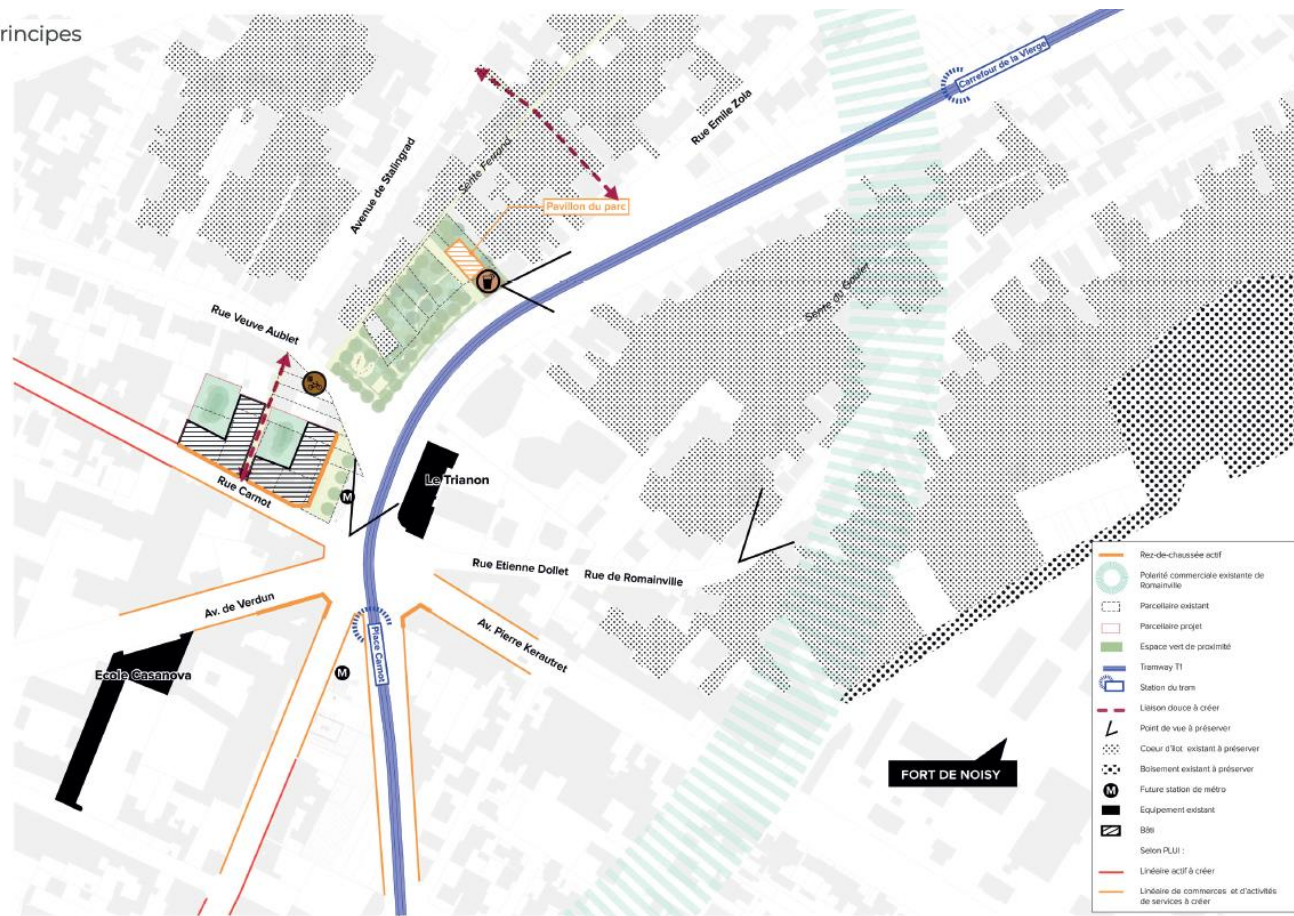 rincipes
Carrefour de la Vierge
Rue Emile Zola
Avenue de Stalingrad
Sente Ferrand
Pavillon du parc
Sente du Goulet
Rue Veuve Aublet
Le Trianon
Rue Carnot
M
Rue Etienne Dollet
Rue de Romainville
Av. de Verdun
Av. Pierre Kerautret
Place Carnot
M
Ecole Casanova
FORT DE NOISY
Rez-de-chaussée actif
Polarité commerciale existante de
Romainville
Parcellaire existant
Parcellaire projet
Espace vert de proximité
Tramway T1
Station du tram
Liaison douce à créer
Point de vue à préserver
Coeur d'îlot existant à préserver
Boisement existant à préserver
M
Future station de métro
Equipement existant
Bâti
Selon PLUI :
Linéaire actif à créer
Linéaire de commerces et d'activités
de services à créer